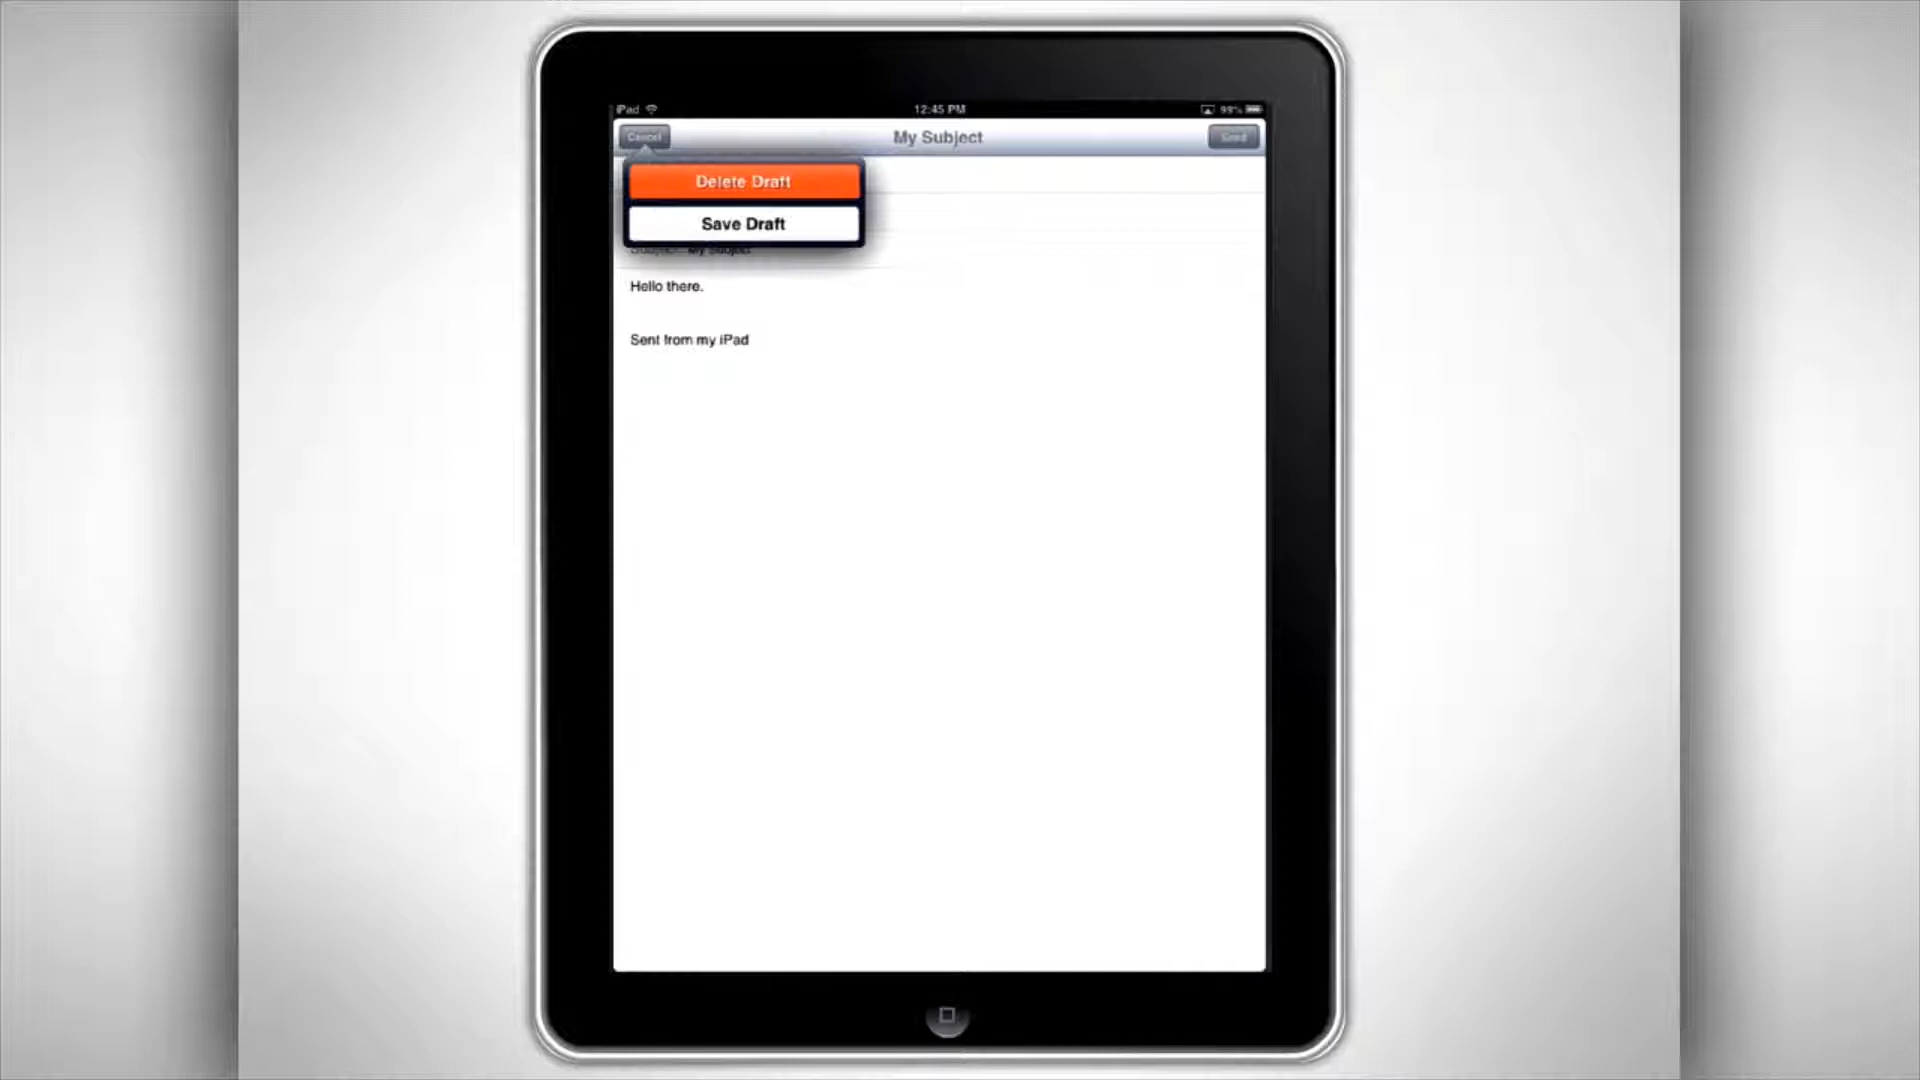 iPad 12:45 PM 99%
Cancel My Subject Send
Delete Draft
Save Draft
Subject: My Subject
Hello there.
Sent from my iPad